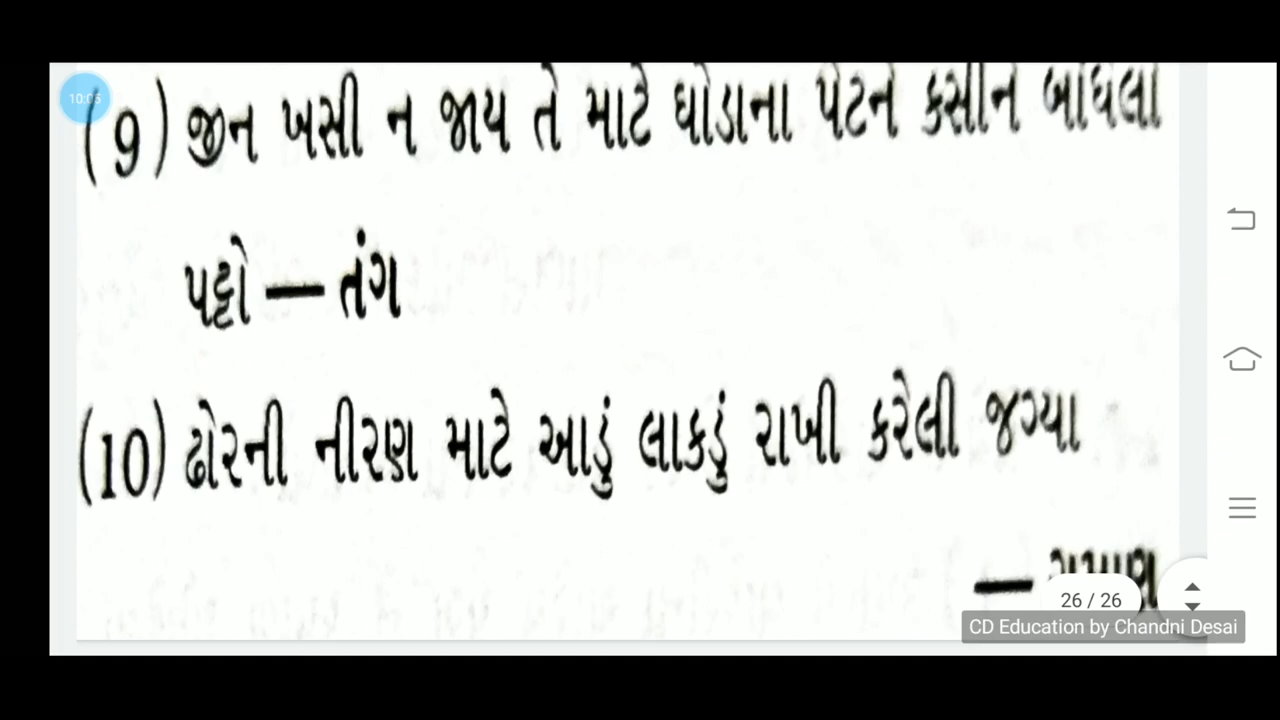 10:05
(9) જીન ખસી ન જાય તે માટે ઘોડાના પેટને કસીને બાંધેલો
પટ્ટો — તંગ
(10) ઢોરની નીરણ માટે આડું લાકડું રાખી કરેલી જગ્યા
—
26 / 26
CD Education by Chandni Desai